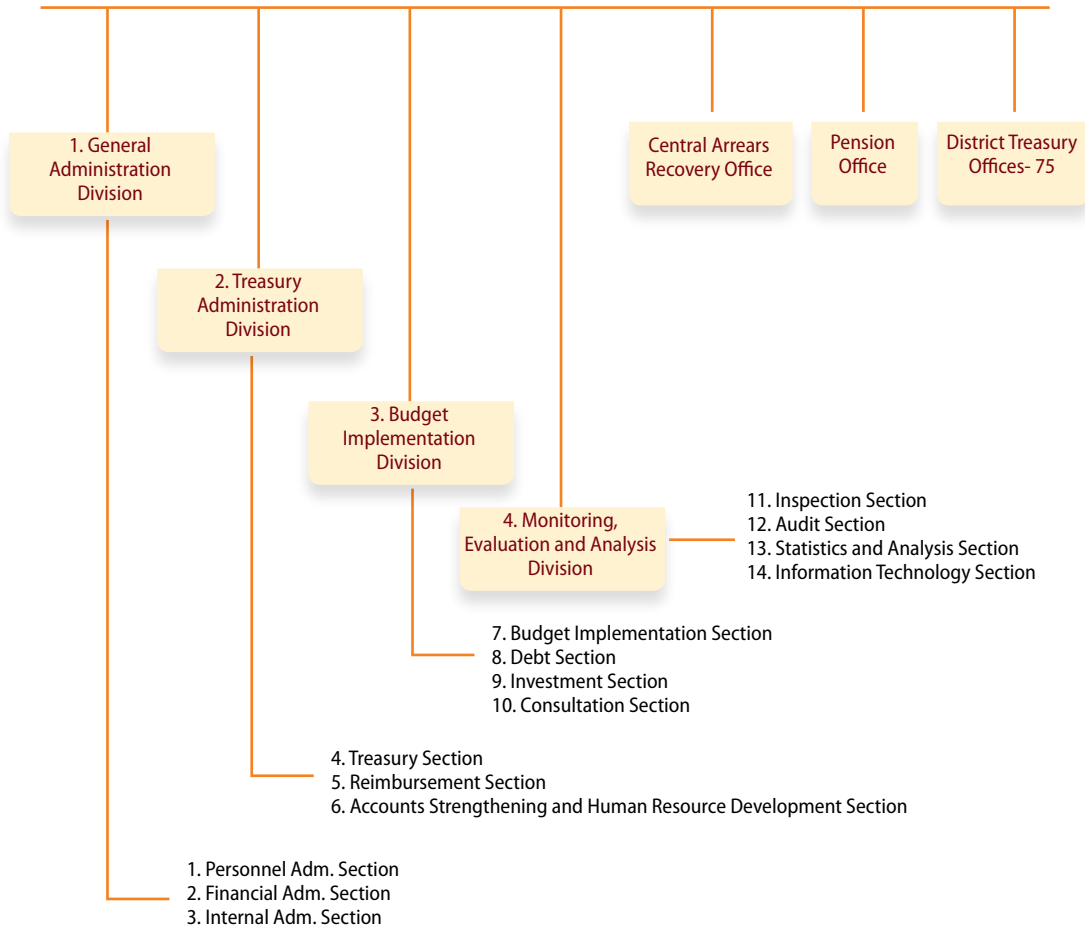 1. General
Administration
Division
Central Arrears
Recovery Office
Pension
Office
District Treasury
Offices- 75
2. Treasury
Administration
Division
3. Budget
Implementation
Division
4. Monitoring,
Evaluation and Analysis
Division
11. Inspection Section
12. Audit Section
13. Statistics and Analysis Section
14. Information Technology Section
7. Budget Implementation Section
8. Debt Section
9. Investment Section
10. Consultation Section
4. Treasury Section
5. Reimbursement Section
6. Accounts Strengthening and Human Resource Development Section
1. Personnel Adm. Section
2. Financial Adm. Section
3. Internal Adm. Section